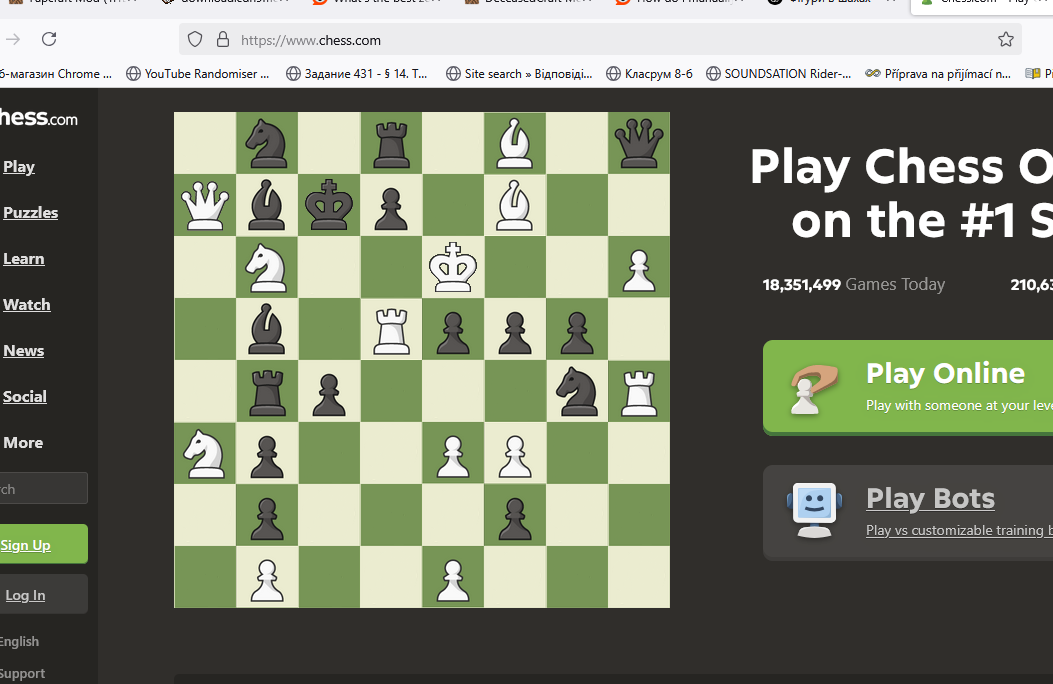 https://www.chess.com
б-магазин Chrome ...
YouTube Randomiser ...
Задание 431 - § 14. Т...
Site search » Відповіді...
Класрум 8-б
SOUNDSATION Rider-...
Příprava na přijímací n...
hess.com
Play
Puzzles
Learn
Watch
News
Social
More
rch
Sign Up
Log In
English
Support
Play Chess O
on the #1 S
18,351,499 Games Today
210,63
Play Online
Play with someone at your leve
Play Bots
Play vs customizable training b